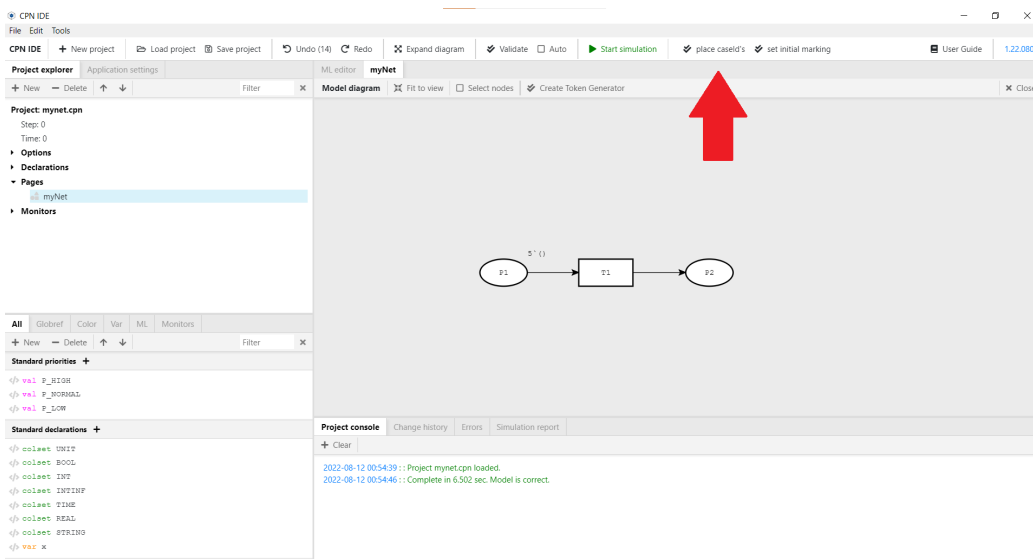 CPN IDE
File Edit Tools
CPN IDE + New project Load project Save project Undo (14) Redo Expand diagram Validate Auto Start simulation place caseId's set initial marking User Guide 1.22.080
Project explorer Application settings
+ New − Delete Filter
Project: mynet.cpn
Step: 0
Time: 0
Options
Declarations
Pages
myNet
Monitors
All Globref Color Var ML Monitors
+ New − Delete Filter
Standard priorities +
</> val P_HIGH
</> val P_NORMAL
</> val P_LOW
Standard declarations +
</> colset UNIT
</> colset BOOL
</> colset INT
</> colset INTINF
</> colset TIME
</> colset REAL
</> colset STRING
</> var x
ML editor myNet
Model diagram Fit to view Select nodes Create Token Generator Close
5`()
P1 T1 P2
Project console Change history Errors Simulation report
+ Clear
2022-08-12 00:54:39 : : Project mynet.cpn loaded.
2022-08-12 00:54:46 : : Complete in 6.502 sec. Model is correct.